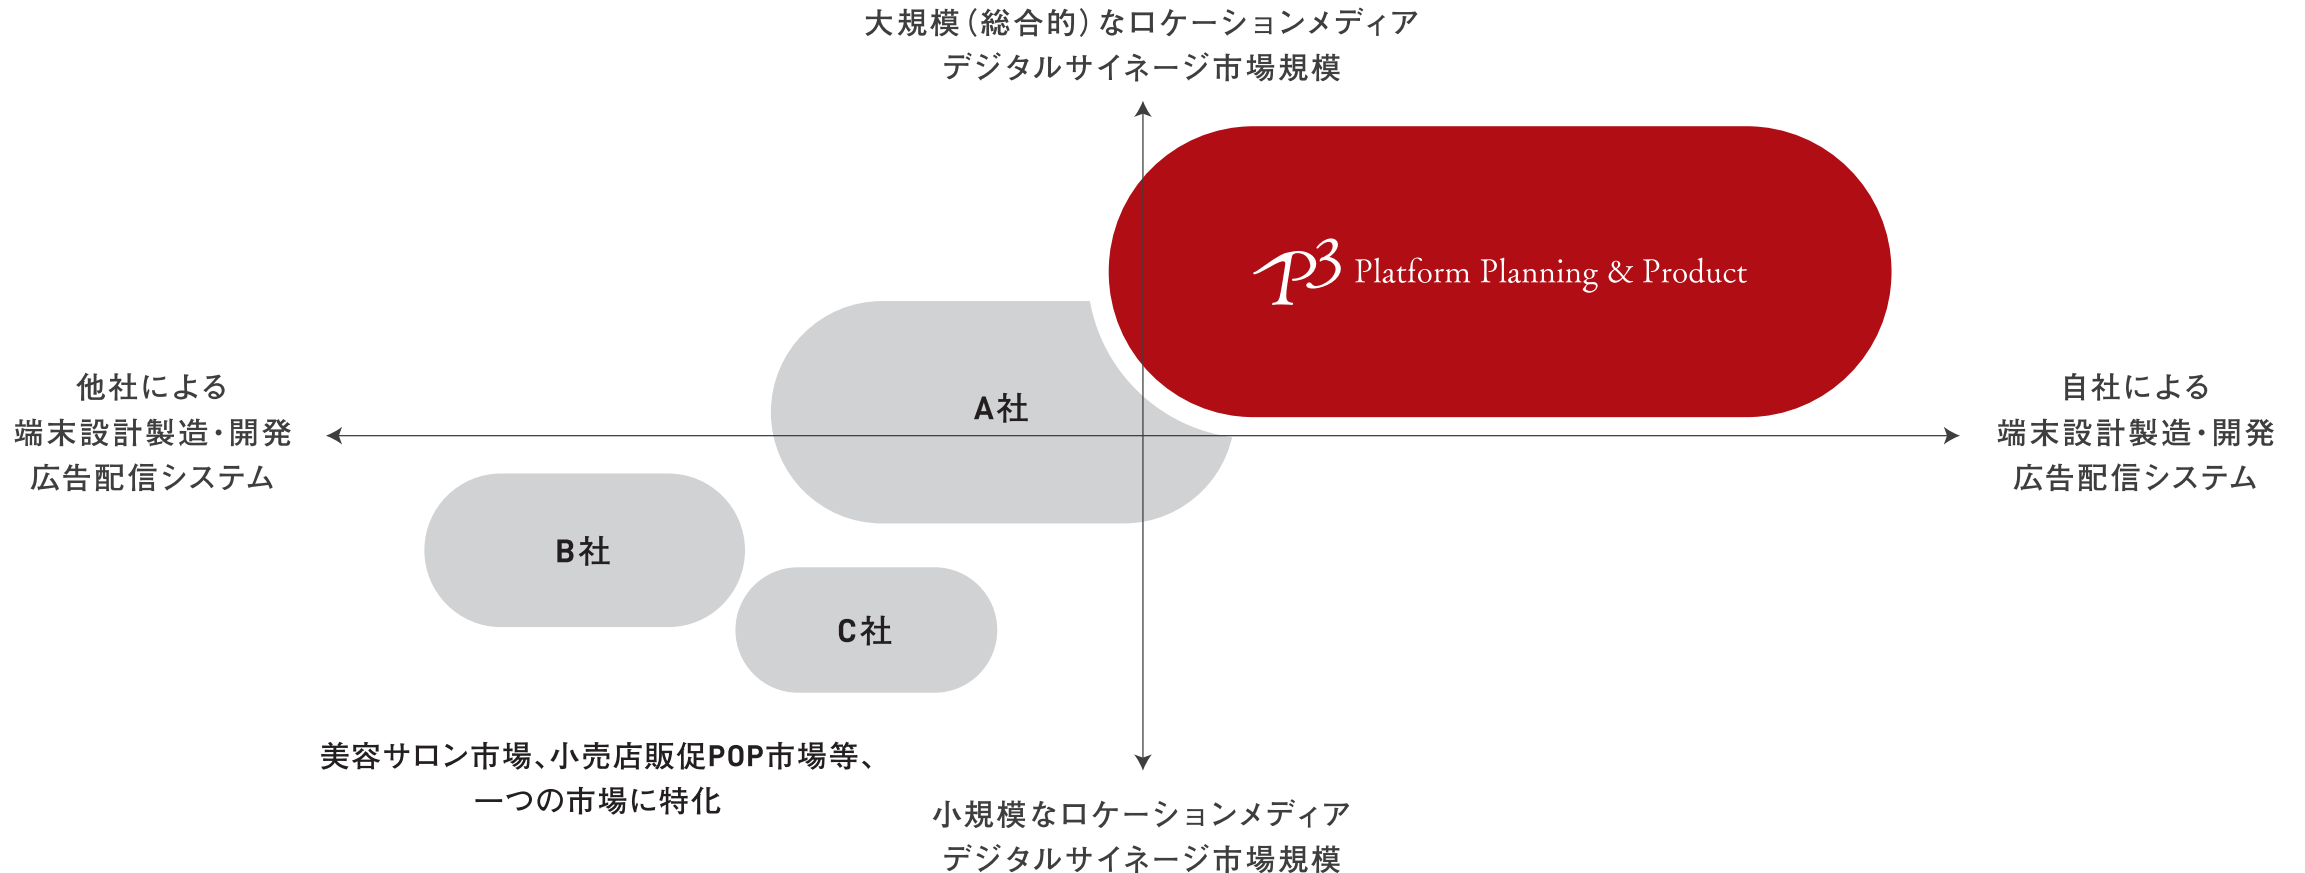 大規模（総合的）なロケーションメディア
デジタルサイネージ市場規模
P3 Platform Planning & Product
他社による
端末設計製造・開発
広告配信システム
A社
自社による
端末設計製造・開発
広告配信システム
B社
C社
美容サロン市場、小売店販促POP市場等、
一つの市場に特化
小規模なロケーションメディア
デジタルサイネージ市場規模